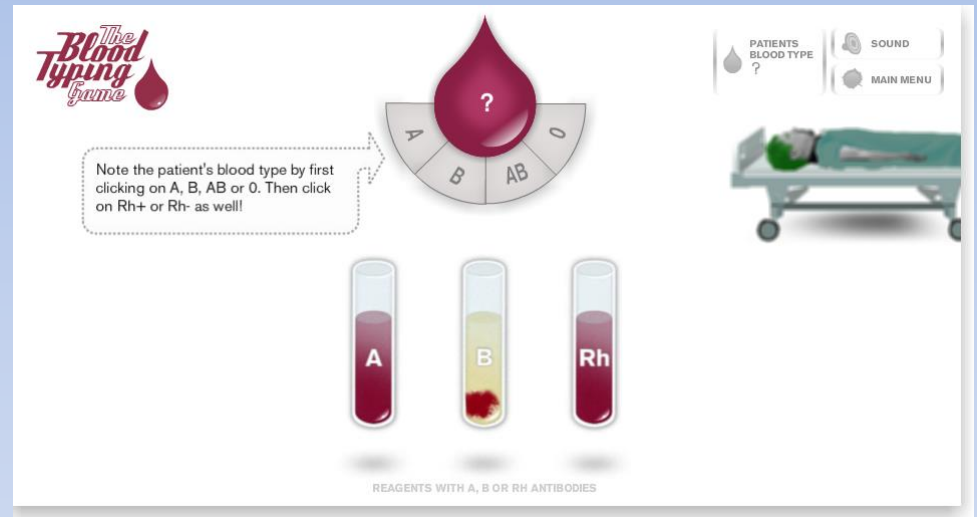 The
Blood
Typing
Game
?
A
B
AB
0
PATIENTS
BLOOD TYPE
?
SOUND
MAIN MENU
Note the patient's blood type by first
clicking on A, B, AB or 0. Then click
on Rh+ or Rh- as well!
A
B
Rh
REAGENTS WITH A, B OR RH ANTIBODIES